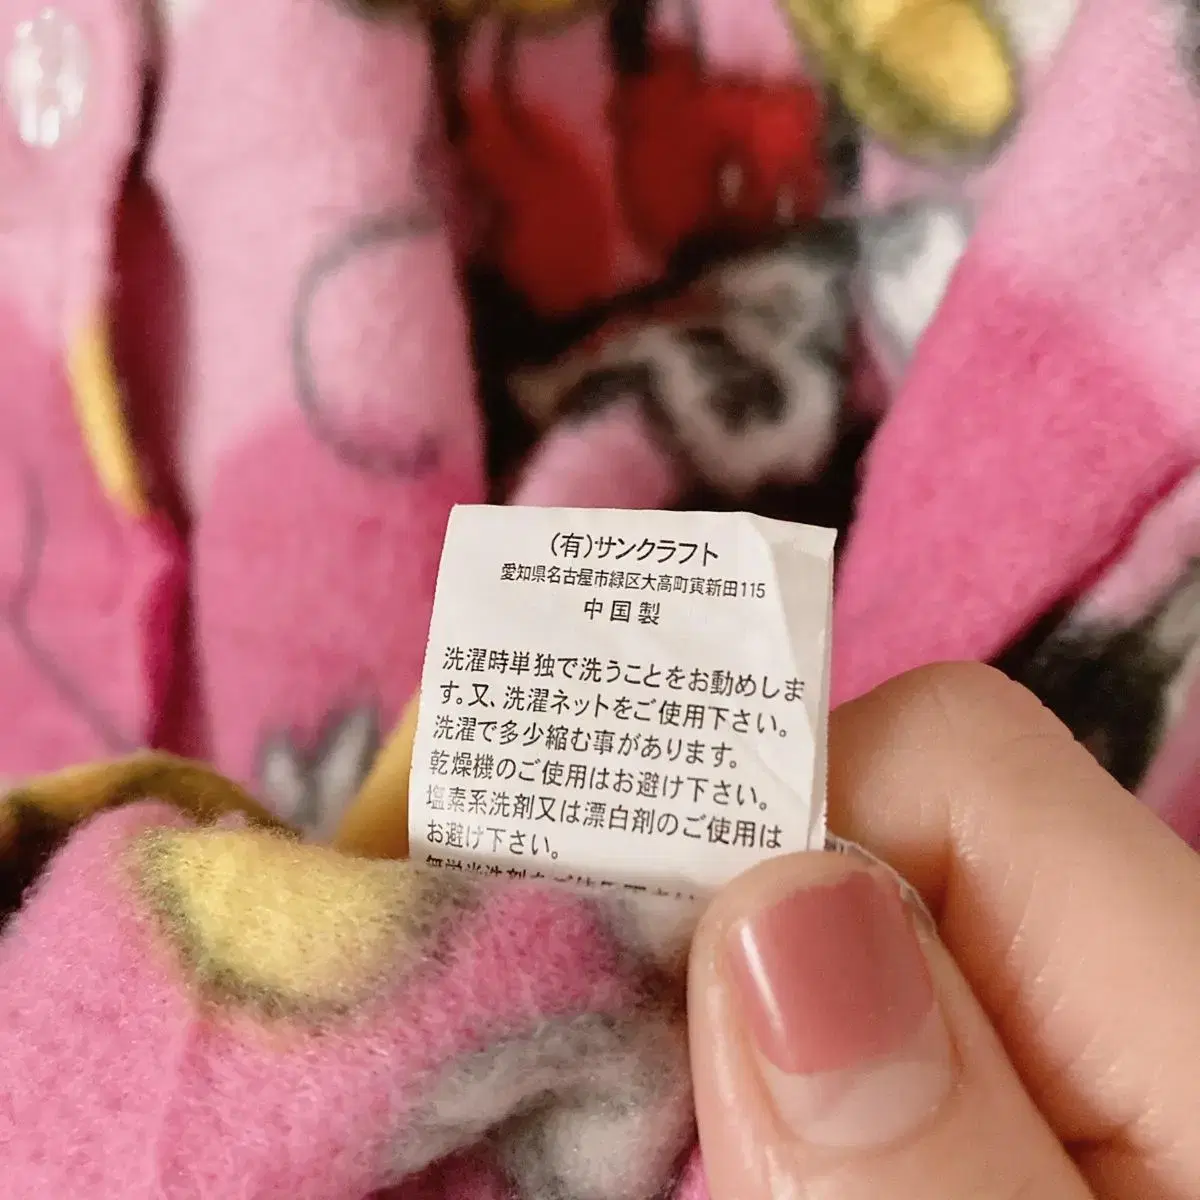 (有)サンクラフト
愛知県名古屋市緑区大高町寅新田115
中国製
洗濯時単独で洗うことをお勧めしま
す。又、洗濯ネットをご使用下さい。
洗濯で多少縮む事があります。
乾燥機のご使用はお避け下さい。
塩素系洗剤又は漂白剤のご使用は
お避け下さい。